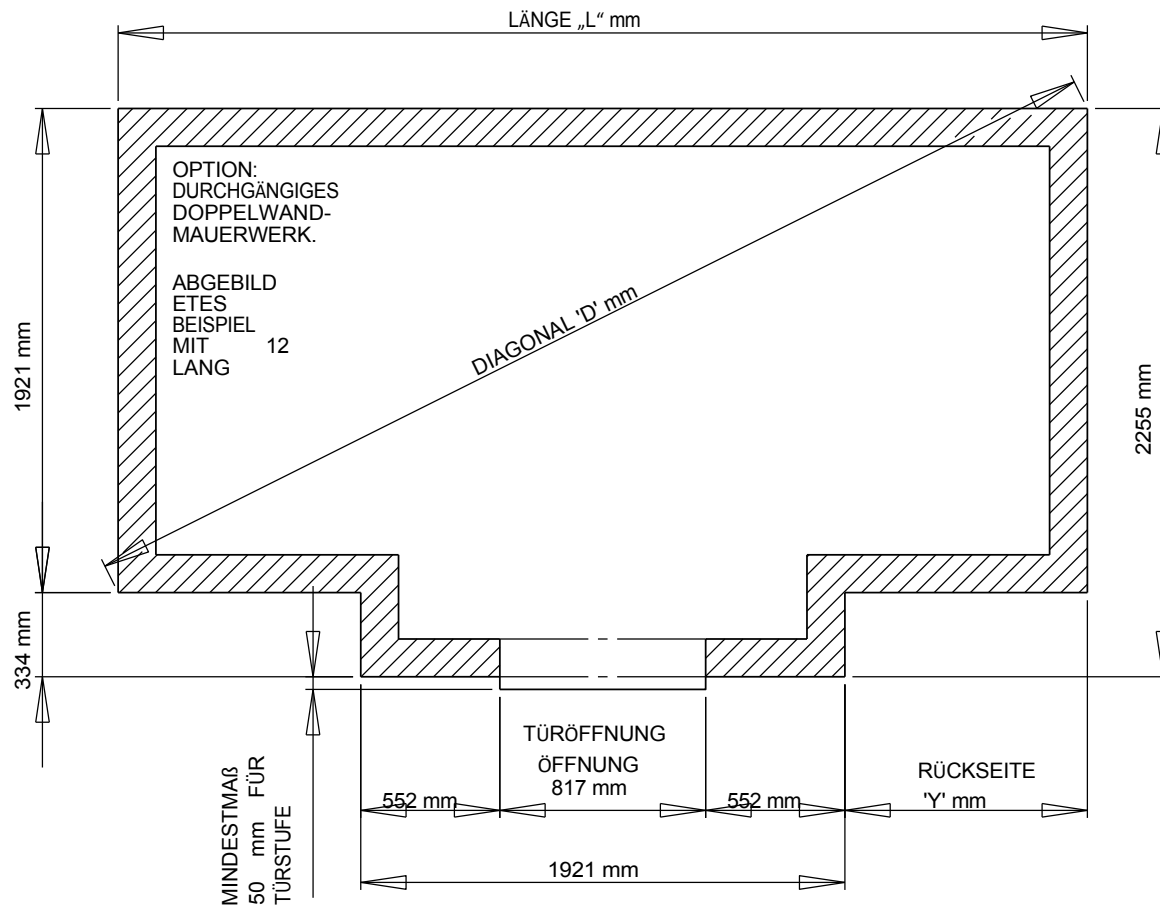 LÄNGE „L“ mm
OPTION:
DURCHGÄNGIGES
DOPPELWAND-
MAUERWERK.
ABGEBILD
ETES
BEISPIEL
MIT 12
LANG
DIAGONAL 'D' mm
1921 mm
2255 mm
334 mm
MINDESTMAß
50 mm FÜR
TÜRSTUFE
TÜRÖFFNUNG
ÖFFNUNG
817 mm
552 mm
552 mm
RÜCKSEITE
'Y' mm
1921 mm